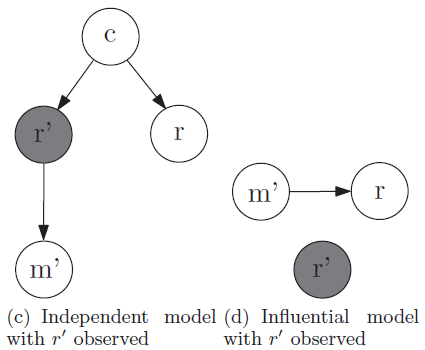 c
r'
r
m'
m'
r
r'
(c) Independent model with r′ observed
(d) Influential model with r′ observed